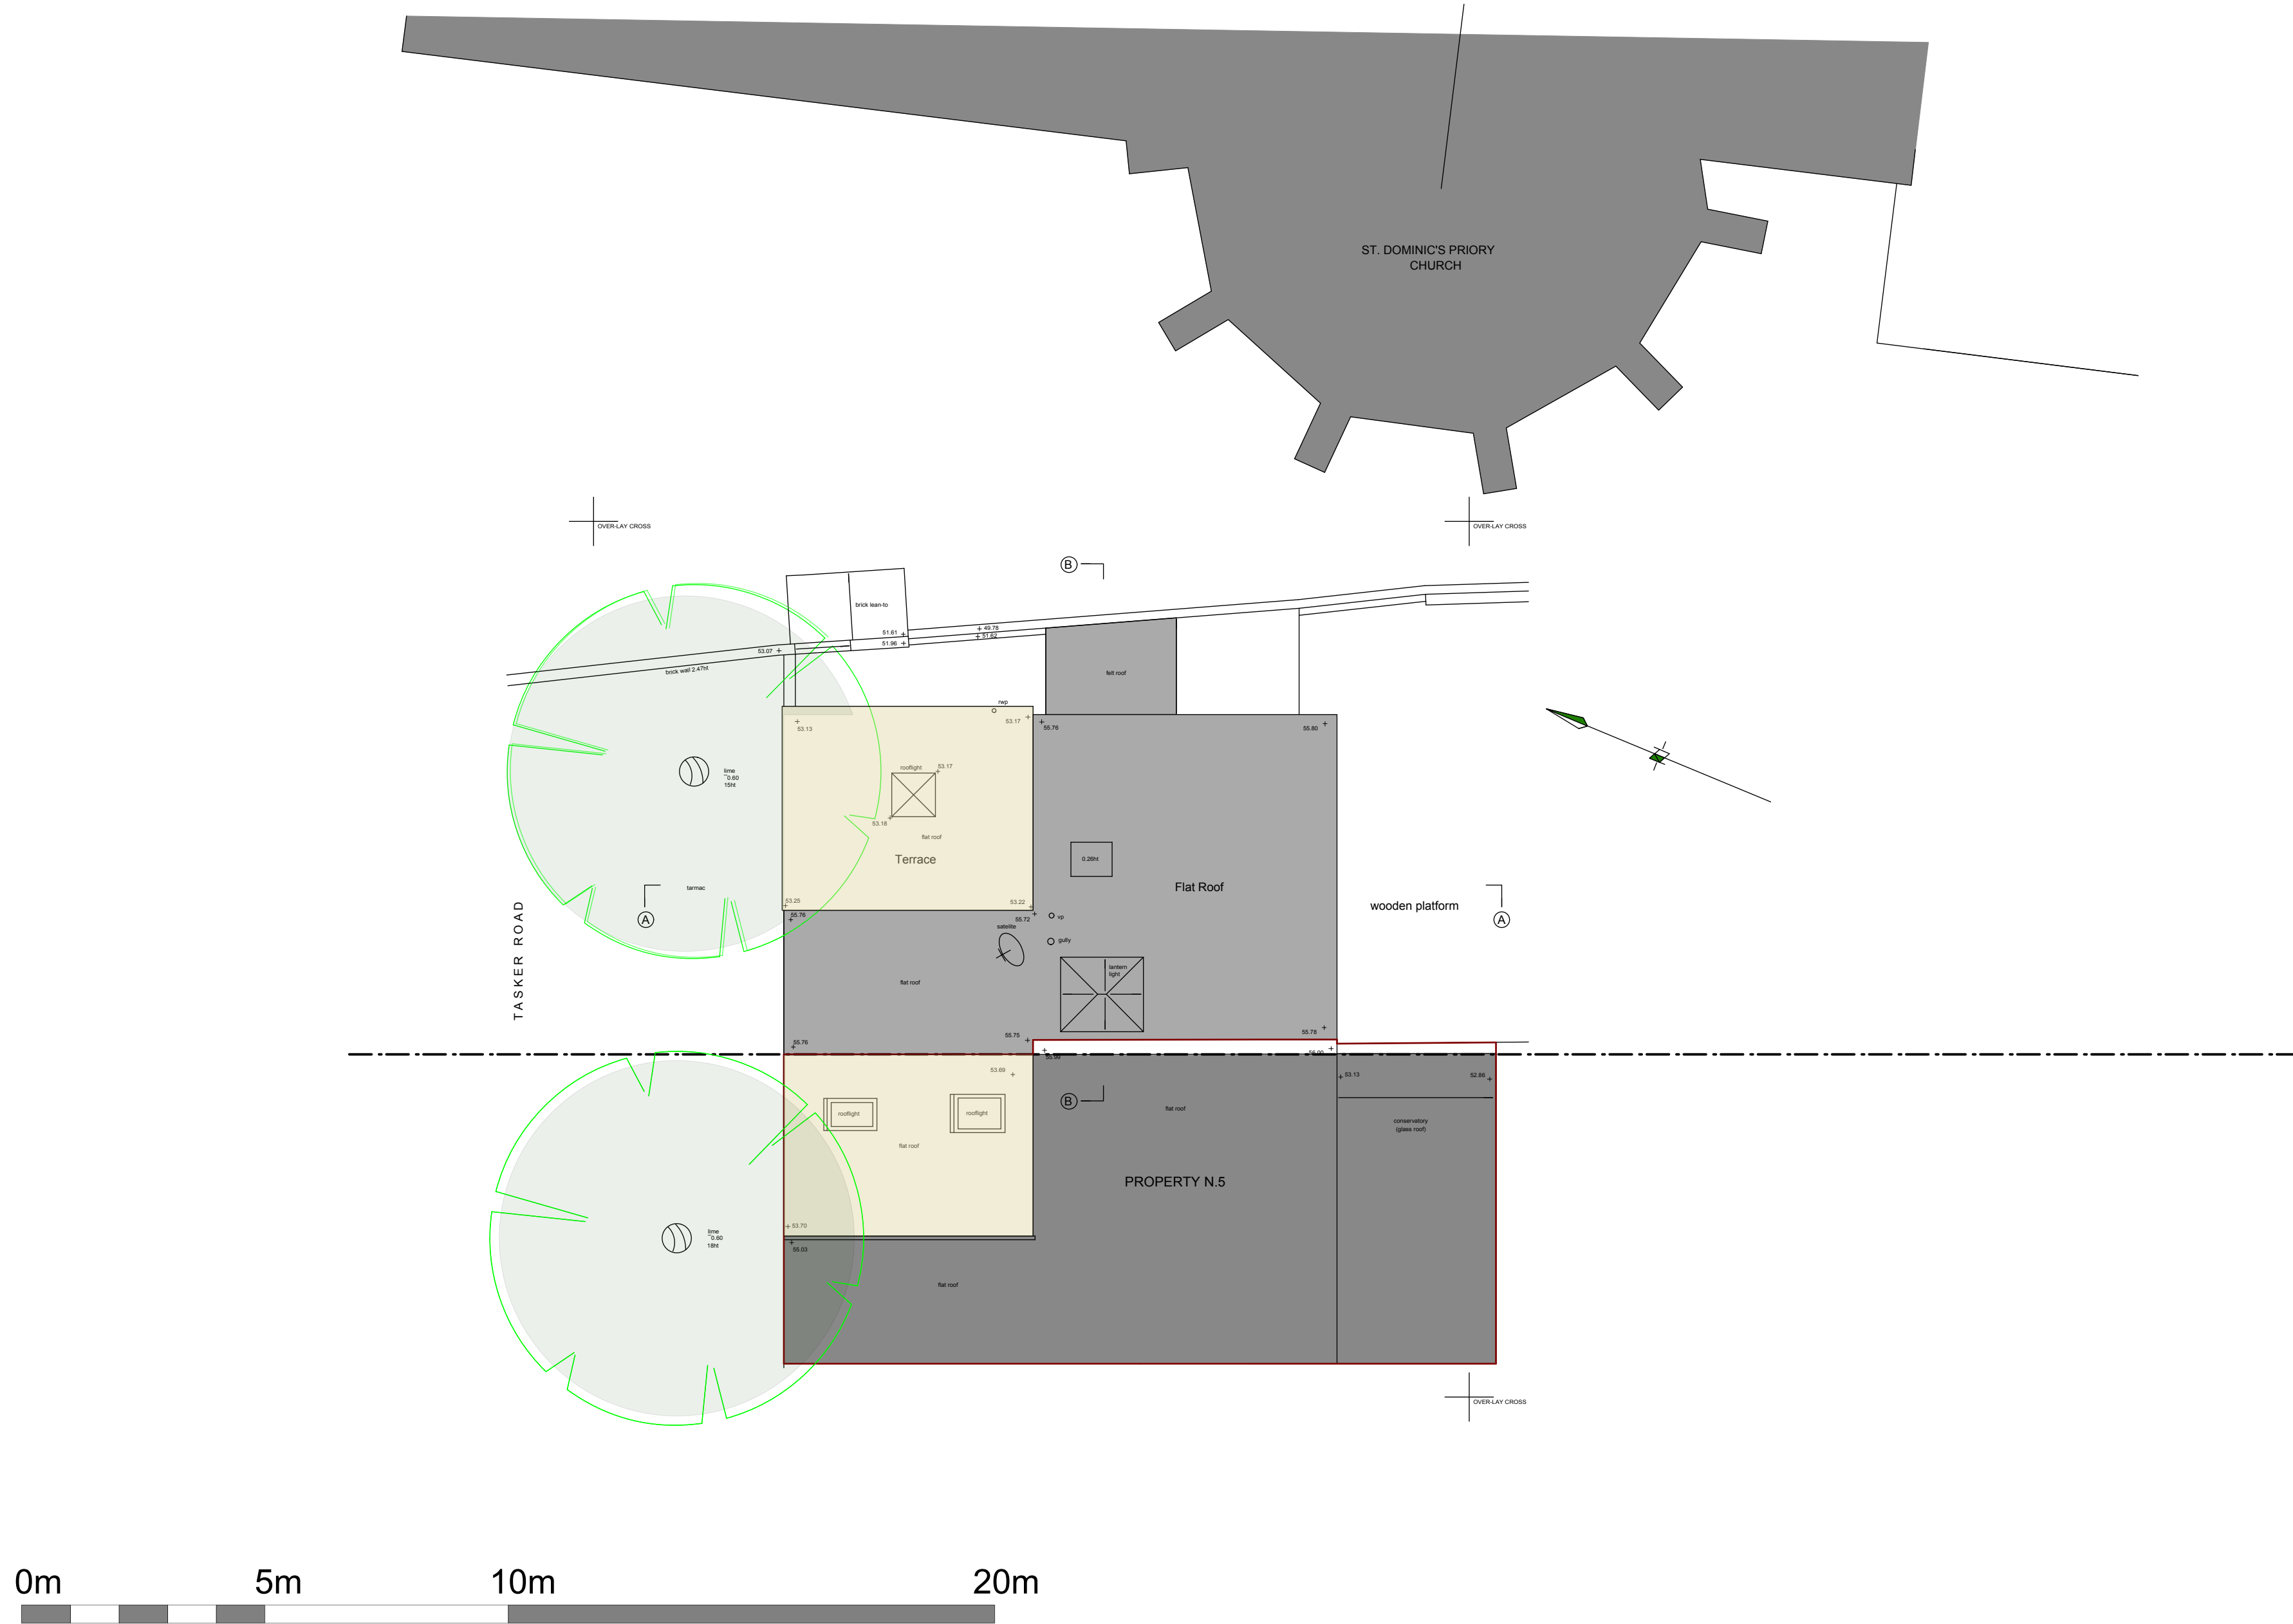 ST. DOMINIC'S PRIORY
CHURCH
OVER-LAY CROSS
OVER-LAY CROSS
B
brick lean-to
51.61
49.78
51.62
51.96
53.07
brick wall 2.47ht
felt roof
rwp
53.13
53.17
55.76
55.80
rooflight
53.17
lime
¯0.60
15ht
53.18
flat roof
Terrace
0.26ht
Flat Roof
tarmac
53.25
53.22
55.76
55.72
vp
wooden platform
A
A
satelite
gully
TASKER ROAD
lantern
light
flat roof
55.75
55.78
55.76
53.69
53.13
52.86
rooflight
rooflight
B
flat roof
conservatory
(glass roof)
flat roof
PROPERTY N.5
53.70
lime
¯0.60
18ht
55.03
flat roof
OVER-LAY CROSS
0m
5m
10m
20m